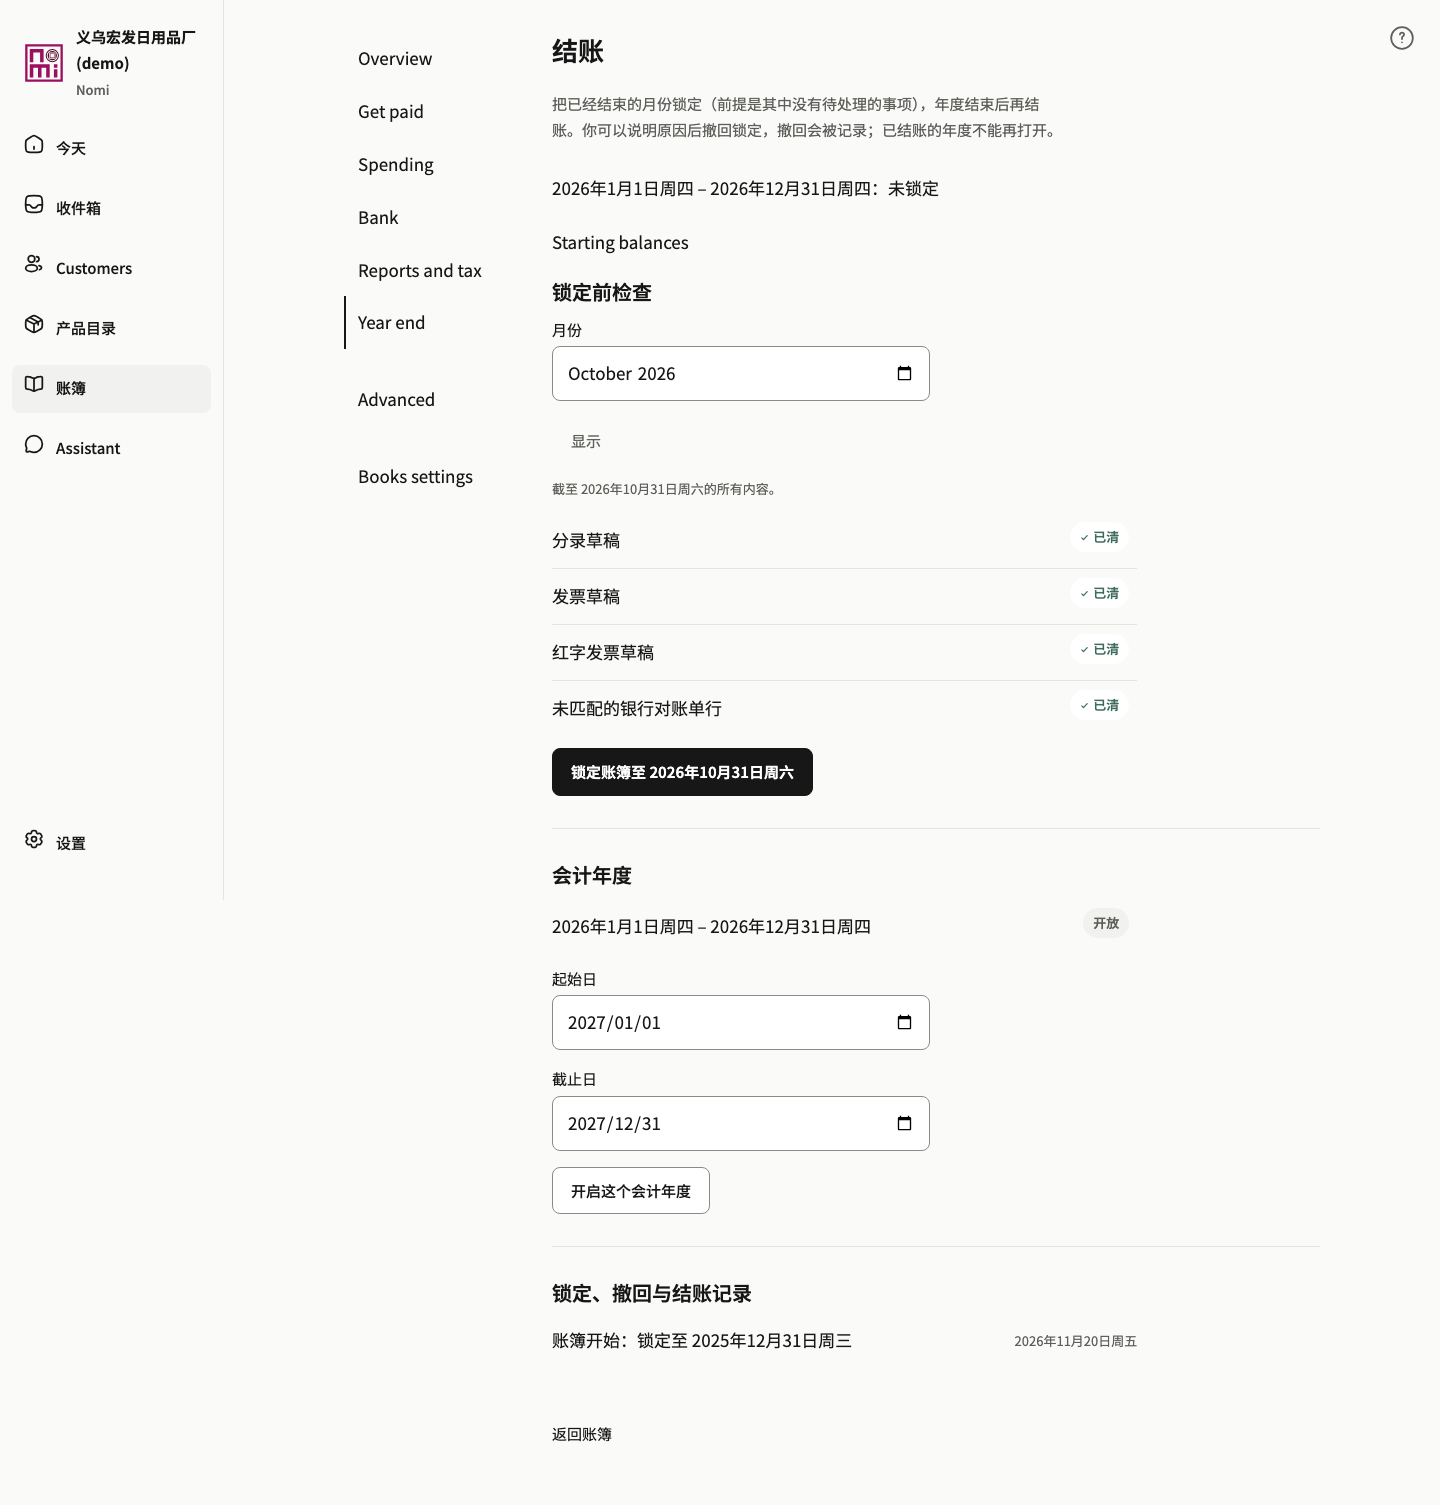 义乌宏发日用品厂
(demo)
Nomi
今天
收件箱
Customers
产品目录
账簿
Assistant
设置
Overview
Get paid
Spending
Bank
Reports and tax
Year end
Advanced
Books settings
结账
把已经结束的月份锁定（前提是其中没有待处理的事项），年度结束后再结
账。你可以说明原因后撤回锁定，撤回会被记录；已结账的年度不能再打开。
2026年1月1日周四 – 2026年12月31日周四：未锁定
Starting balances
锁定前检查
月份
October 2026
显示
截至 2026年10月31日周六的所有内容。
分录草稿 已清
发票草稿 已清
红字发票草稿 已清
未匹配的银行对账单行 已清
锁定账簿至 2026年10月31日周六
会计年度
2026年1月1日周四 – 2026年12月31日周四 开放
起始日
2027/01/01
截止日
2027/12/31
开启这个会计年度
锁定、撤回与结账记录
账簿开始：锁定至 2025年12月31日周三 2026年11月20日周五
返回账簿